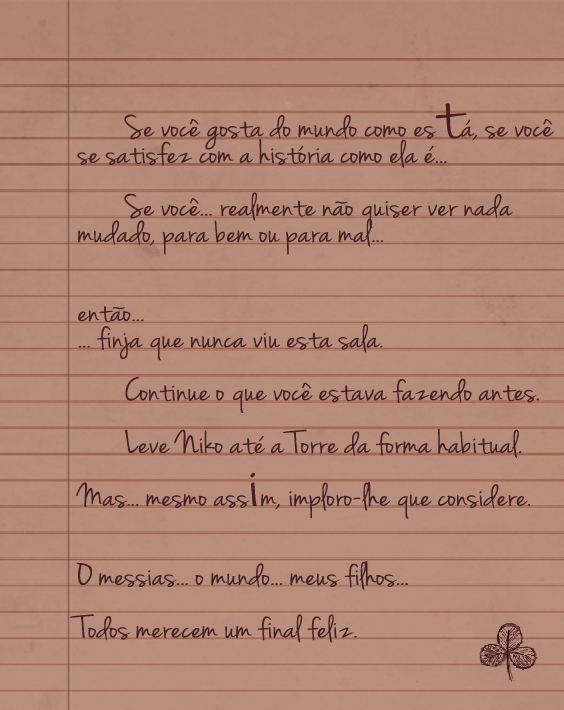 Se você gosta do mundo como está, se você
se satisfez com a história como ela é...
Se você... realmente não quiser ver nada
mudado, para bem ou para mal...
então...
... finja que nunca viu esta sala.
Continue o que você estava fazendo antes.
Leve Niko até a Torre da forma habitual.
Mas... mesmo assim, imploro-lhe que considere.
O messias... o mundo... meus filhos...
Todos merecem um final feliz.